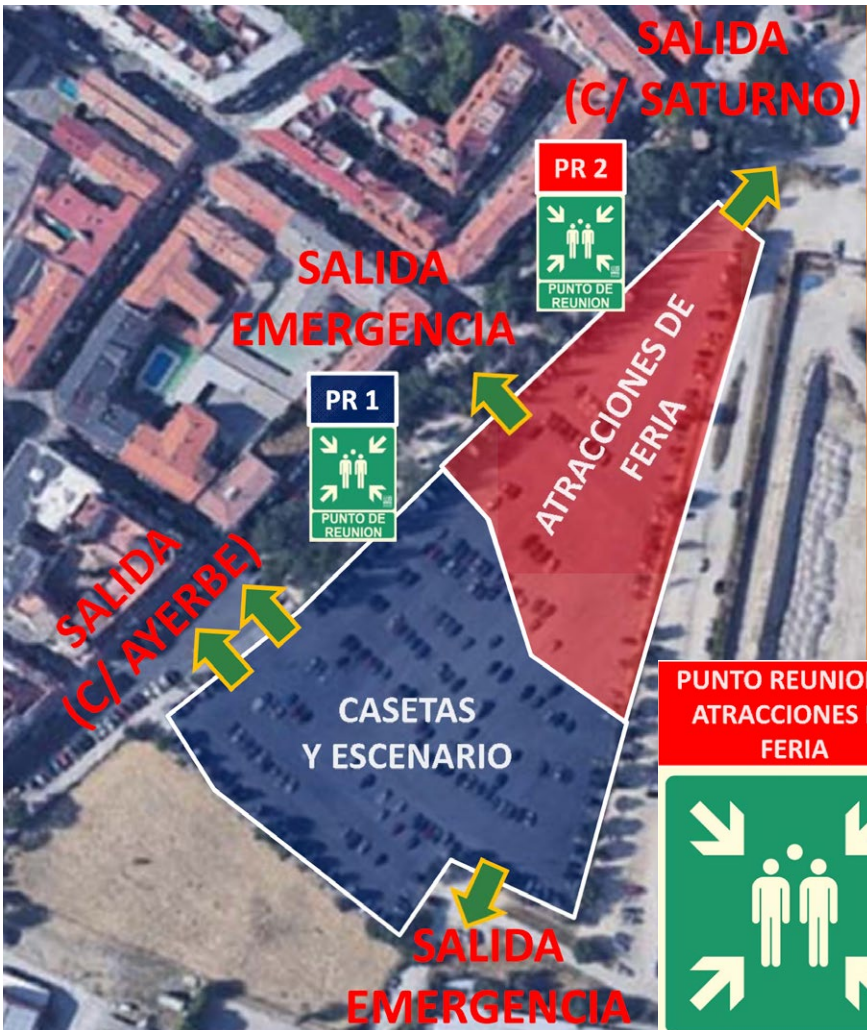 SALIDA
(C/ SATURNO)
PR 2
PUNTO DE
REUNION
SALIDA
EMERGENCIA
PR 1
PUNTO DE
REUNION
ATRACCIONES DE
FERIA
SALIDA
(C/ AYERBE)
CASETAS
Y ESCENARIO
PUNTO REUNIO
ATRACCIONES
FERIA
SALIDA
EMERGENCIA